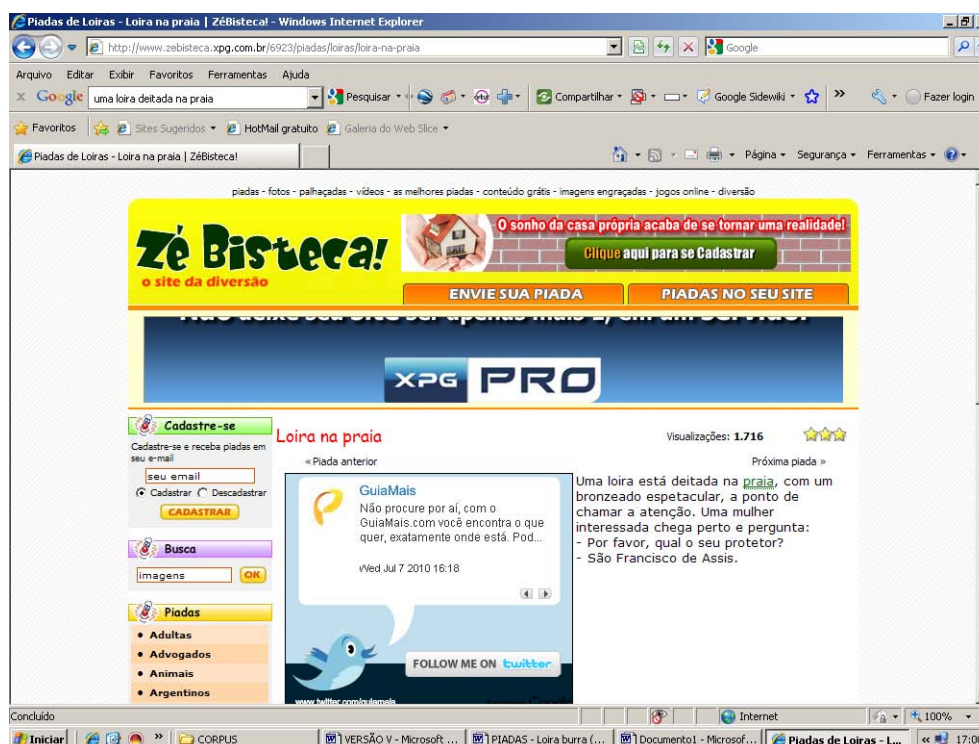 Piadas de Loiras - Loira na praia | ZéBisteca! - Windows Internet Explorer
http://www.zebisteca.xpg.com.br/6923/piadas/loiras/loira-na-praia
Google
Arquivo Editar Exibir Favoritos Ferramentas Ajuda
x Google uma loira deitada na praia Pesquisar Compartilhar Google Sidewiki » Fazer login
Favoritos Sites Sugeridos HotMail gratuito Galeria do Web Slice
Piadas de Loiras - Loira na praia | ZéBisteca! Página Segurança Ferramentas
piadas - fotos - palhaçadas - vídeos - as melhores piadas - conteúdo grátis - imagens engraçadas - jogos online - diversão
Zé Bisteca!
o site da diversão
O sonho da casa própria acaba de se tornar uma realidade!
Clique aqui para se Cadastrar
ENVIE SUA PIADA PIADAS NO SEU SITE
XPG PRO
Cadastre-se
Cadastre-se e receba piadas em
seu e-mail
seu email
Cadastrar Descadastrar
CADASTRAR
Busca
imagens OK
Piadas
• Adultas
• Advogados
• Animais
• Argentinos
Loira na praia
Visualizações: 1.716
« Piada anterior
Próxima piada »
GuiaMais
Não procure por aí, com o
GuiaMais.com você encontra o que
quer, exatamente onde está. Pod...
Wed Jul 7 2010 16:18
FOLLOW ME ON twitter
www.twitter.com/guiamais
Uma loira está deitada na praia, com um
bronzeado espetacular, a ponto de
chamar a atenção. Uma mulher
interessada chega perto e pergunta:
- Por favor, qual o seu protetor?
- São Francisco de Assis.
Concluído
Internet
100%
Iniciar
»
CORPUS
VERSÃO V - Microsoft ...
PIADAS - Loira burra (...
Documento1 - Microsof...
Piadas de Loiras - L...
«